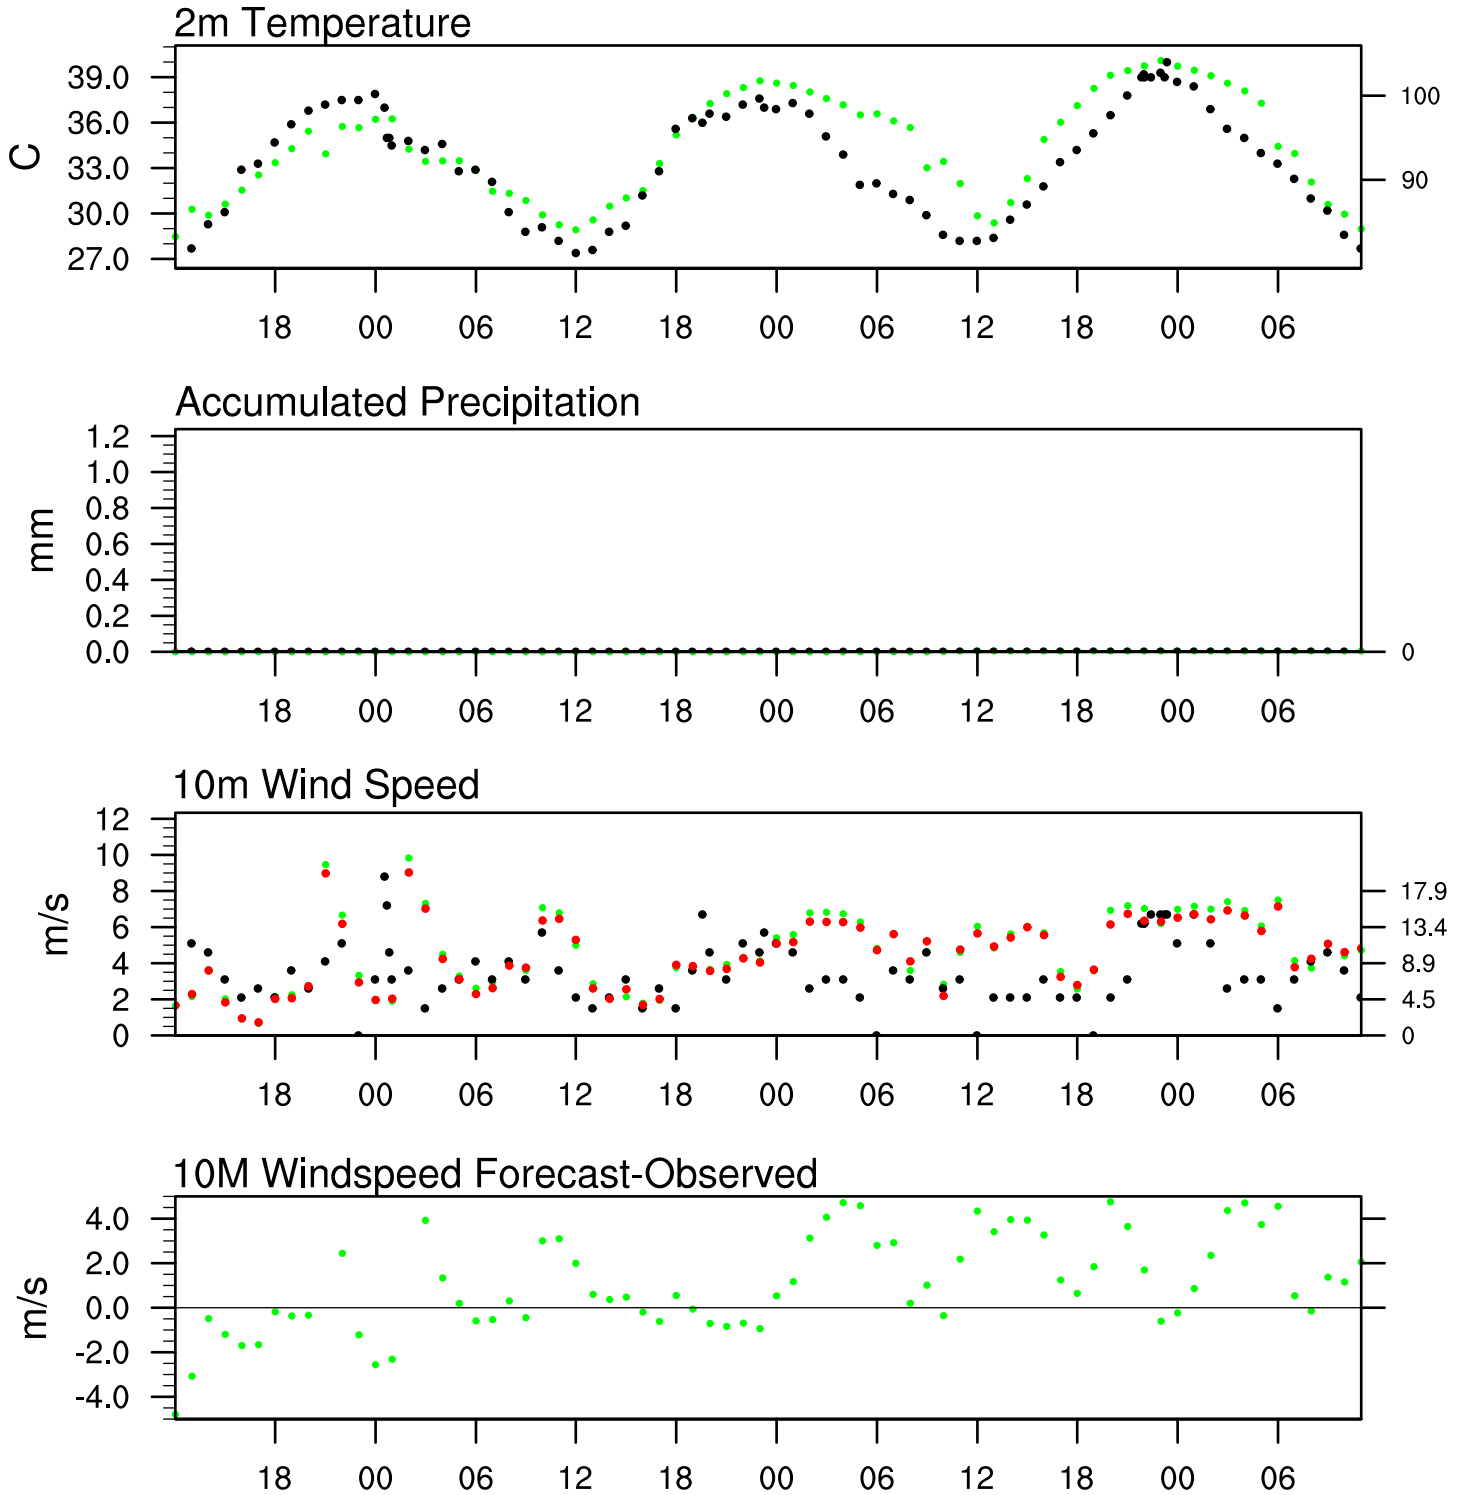 2m Temperature
39.0
36.0
33.0
30.0
27.0
C
100
90
18 00 06 12 18 00 06 12 18 00 06
Accumulated Precipitation
1.2
1.0
0.8
0.6
0.4
0.2
0.0
mm
0
18 00 06 12 18 00 06 12 18 00 06
10m Wind Speed
12
10
8
6
4
2
0
m/s
17.9
13.4
8.9
4.5
0
18 00 06 12 18 00 06 12 18 00 06
10M Windspeed Forecast-Observed
4.0
2.0
0.0
-2.0
-4.0
m/s
18 00 06 12 18 00 06 12 18 00 06